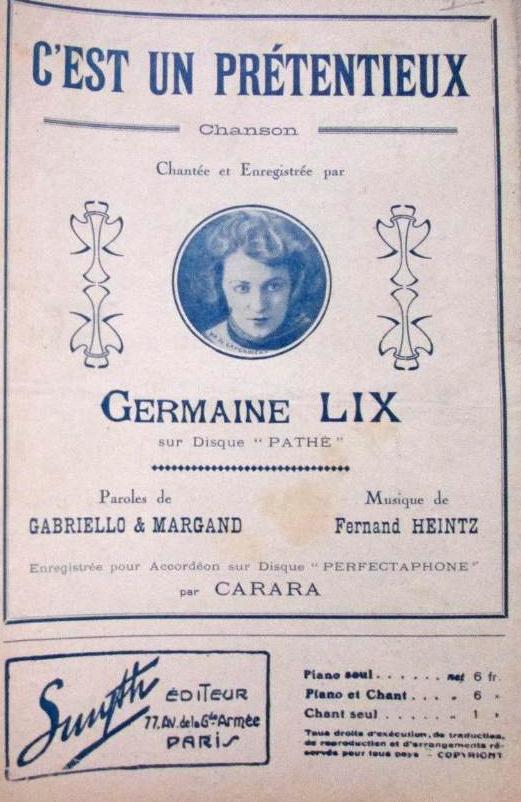 C'EST UN PRÉTENTIEUX
Chanson
Chantée et Enregistrée par
GERMAINE LIX
sur Disque “ PATHÉ ”
Paroles de
GABRIELLO & MARGAND
Musique de
Fernand HEINTZ
Enregistrée pour Accordéon sur Disque “ PERFECTAPHONE ”
par CARARA
Smyth
ÉDITEUR
77, AV. de la Gde Armée
PARIS
Piano seul . . . . . . net 6 fr.
Piano et Chant . . . . „ 6 »
Chant seul . . . . . . „ 1 »
Tous droits d'exécution, de traduction,
de reproduction et d'arrangements ré-
servés pour tous pays - COPYRIGHT